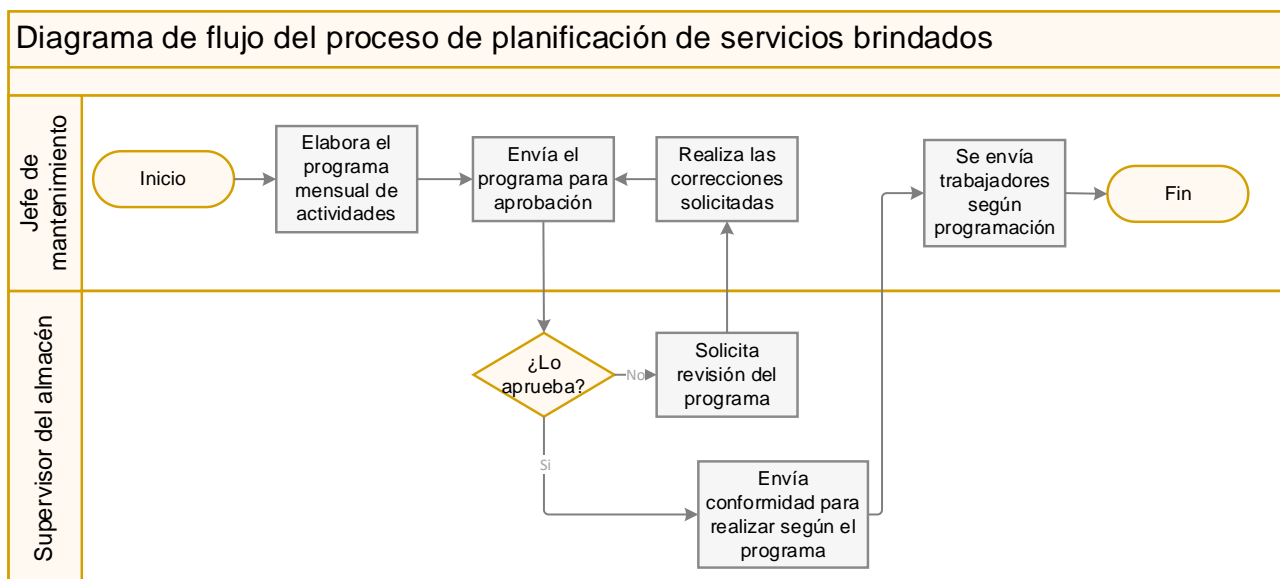 Diagrama de flujo del proceso de planificación de servicios brindados
Jefe de
mantenimiento
Inicio
Elabora el
programa
mensual de
actividades
Envía el
programa para
aprobación
Realiza las
correcciones
solicitadas
Se envía
trabajadores
según
programación
Fin
Supervisor del almacén
¿Lo
aprueba?
No
Solicita
revisión del
programa
Si
Envía
conformidad para
realizar según el
programa